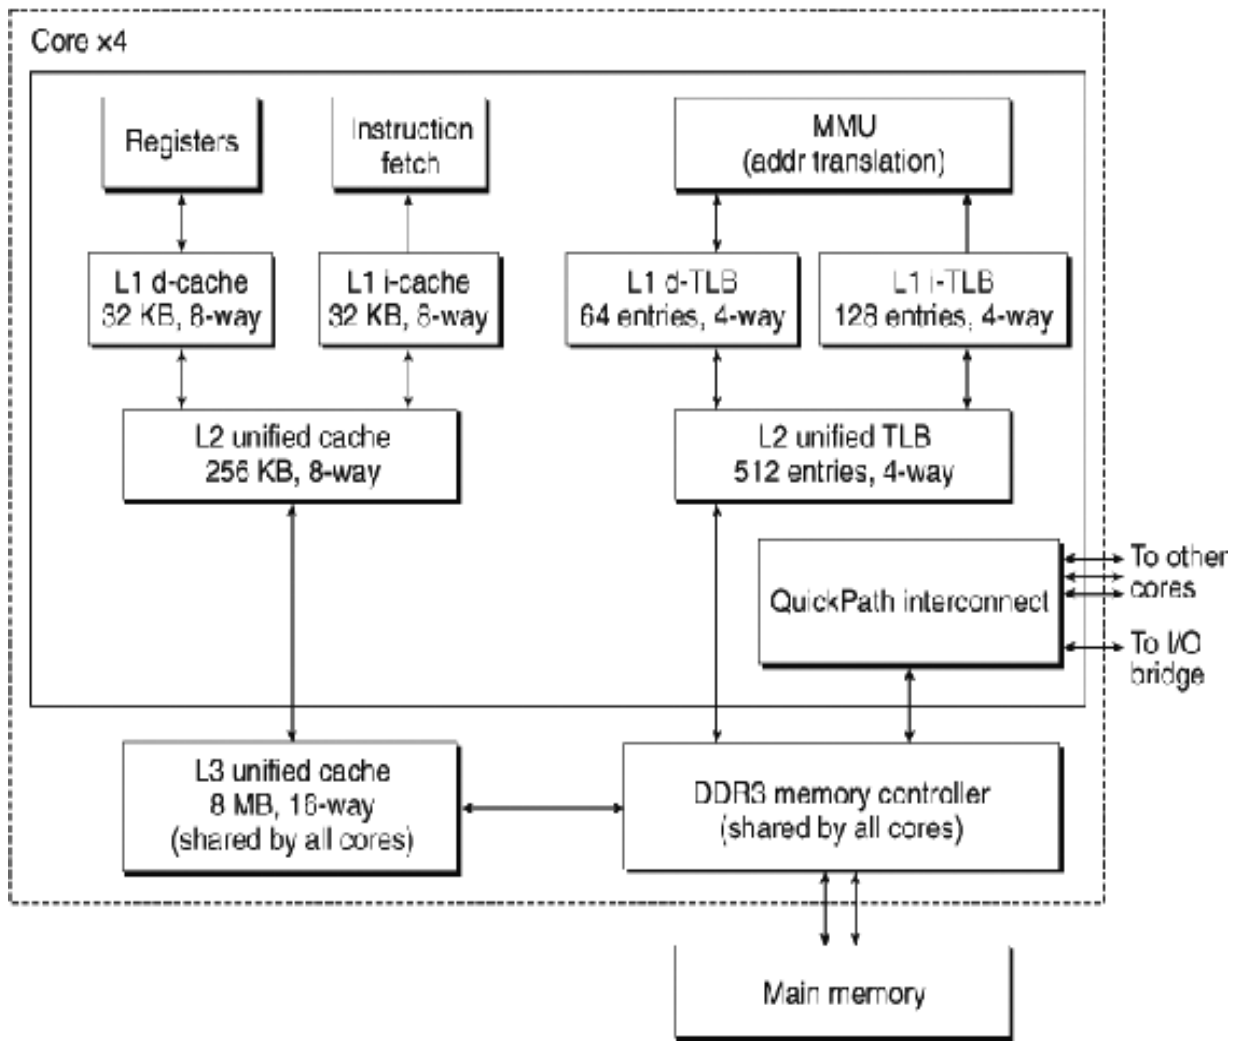 Core ×4
Registers
Instruction
fetch
MMU
(addr translation)
L1 d-cache
32 KB, 8-way
L1 i-cache
32 KB, 8-way
L1 d-TLB
64 entries, 4-way
L1 i-TLB
128 entries, 4-way
L2 unified cache
256 KB, 8-way
L2 unified TLB
512 entries, 4-way
QuickPath interconnect
To other
cores
To I/O
bridge
L3 unified cache
8 MB, 16-way
(shared by all cores)
DDR3 memory controller
(shared by all cores)
Main memory